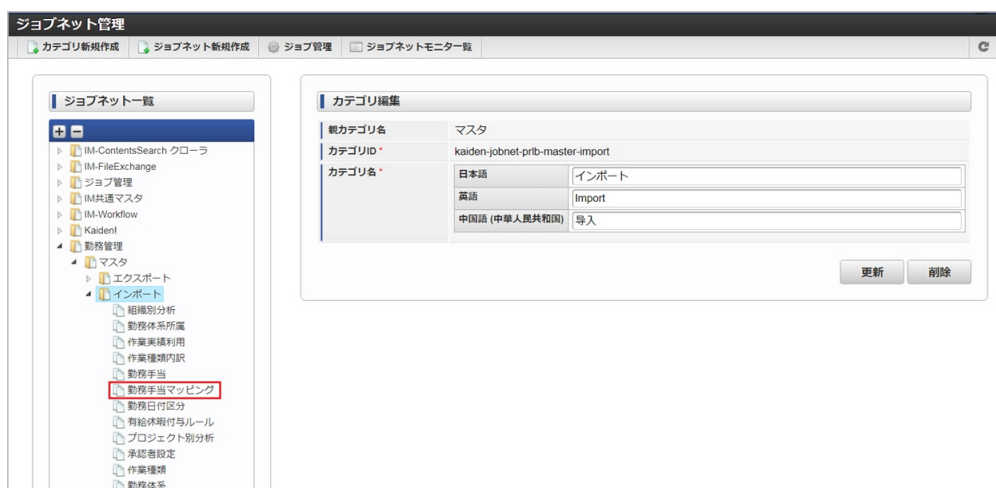 ジョブネット管理
カテゴリ新規作成 ジョブネット新規作成 ジョブ管理 ジョブネットモニター覧
ジョブネット一覧
IM-ContentsSearch クローラ
IM-FileExchange
ジョブ管理
IM共通マスタ
IM-Workflow
Kaiden!
勤務管理
マスタ
エクスポート
インポート
組織別分析
勤務体系所属
作業実績利用
作業種類内訳
勤務手当
勤務手当マッピング
勤務日付区分
有給休暇付与ルール
プロジェクト別分析
承認者設定
作業種類
勤務体系
カテゴリ編集
親カテゴリ名 マスタ
カテゴリID * kaiden-jobnet-prlb-master-import
カテゴリ名 * 日本語 インポート
英語 Import
中国語 (中華人民共和国) 导入
更新 削除